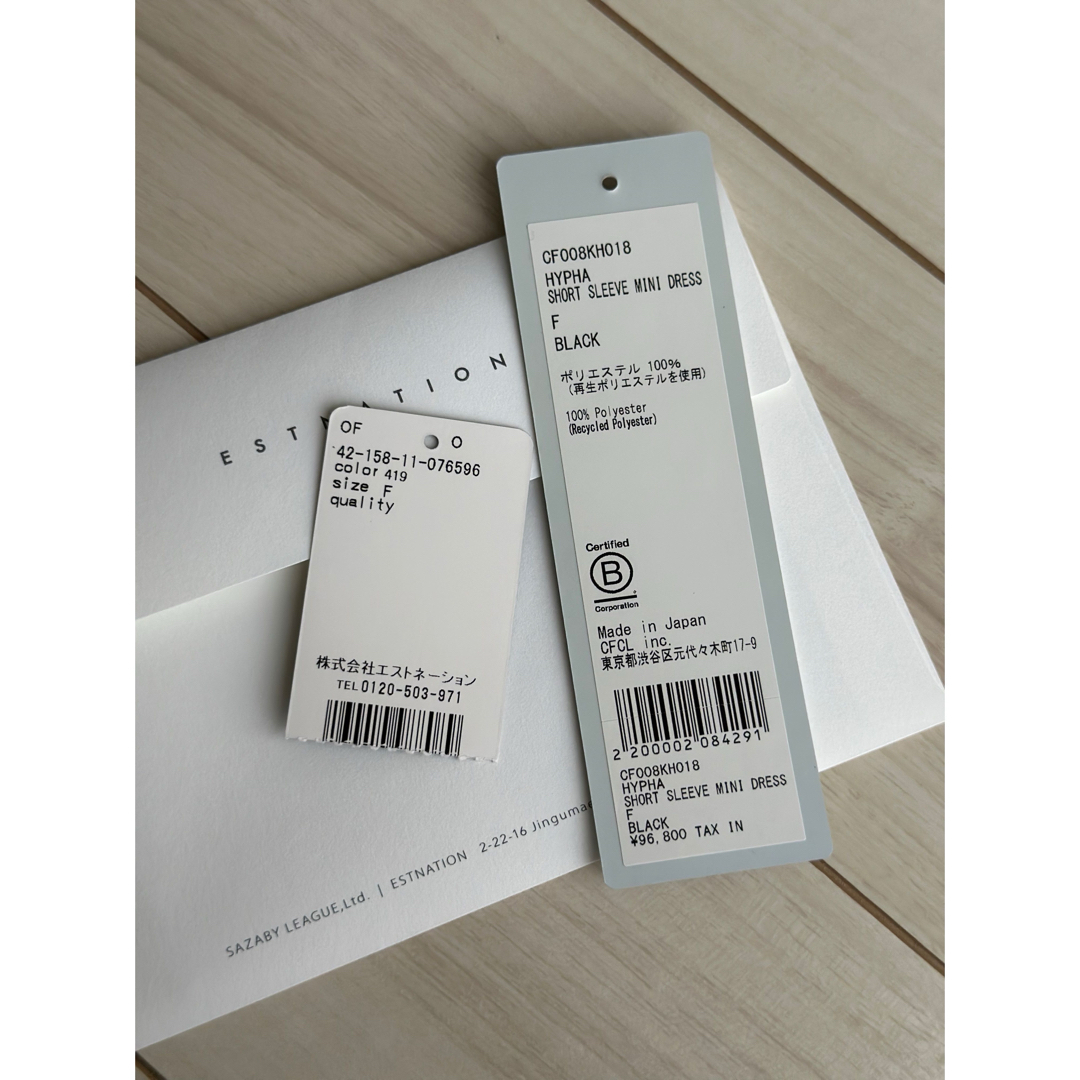 CF008KH018
HYPHA
SHORT SLEEVE MINI DRESS
F
BLACK
ポリエステル 100%
(再生ポリエステルを使用)
100% Polyester
(Recycled Polyester)
Certified
B
Corporation
Made in Japan
CFCL inc.
東京都渋谷区元代々木町17-9
2 200002 084291
CF008KH018
HYPHA
SHORT SLEEVE MINI DRESS
F
BLACK
¥96,800 TAX IN
OF O
42-158-11-076596
color 419
size F
quality
株式会社エストネーション
TEL 0120-503-971
SAZABY LEAGUE,Ltd. | ESTNATION 2-22-16